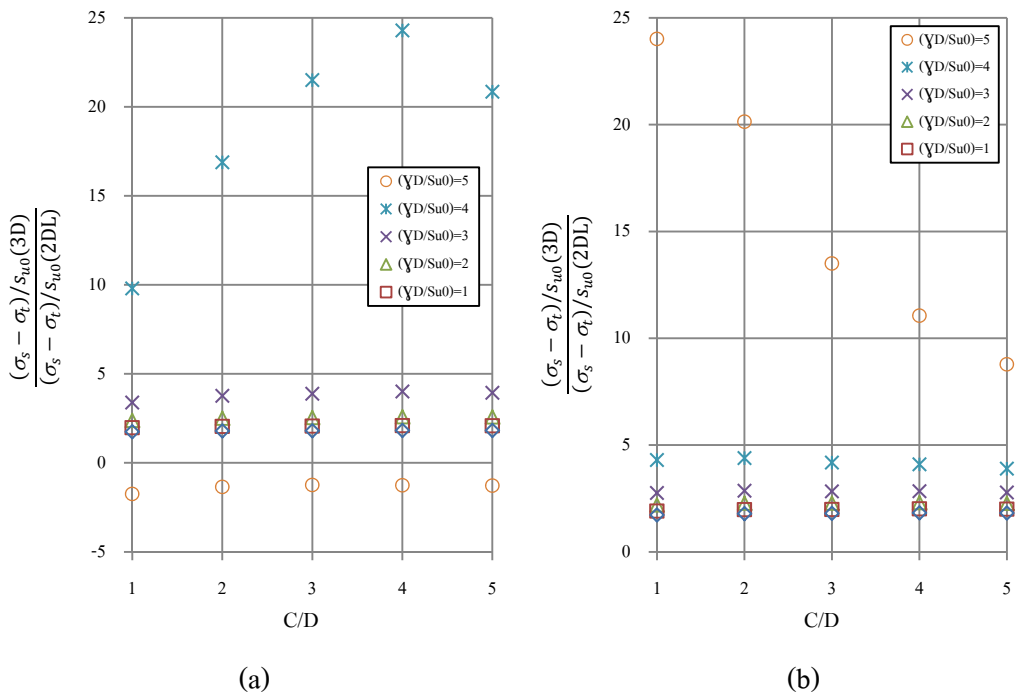 25
20
15
10
5
0
-5
1 2 3 4 5
C/D
(σs − σt)/su0(3D)
(σs − σt)/su0(2DL)
(ƔD/Su0)=5
(ƔD/Su0)=4
(ƔD/Su0)=3
(ƔD/Su0)=2
(ƔD/Su0)=1
(a)
25
20
15
10
5
0
1 2 3 4 5
C/D
(σs − σt)/su0(3D)
(σs − σt)/su0(2DL)
(ƔD/Su0)=5
(ƔD/Su0)=4
(ƔD/Su0)=3
(ƔD/Su0)=2
(ƔD/Su0)=1
(b)